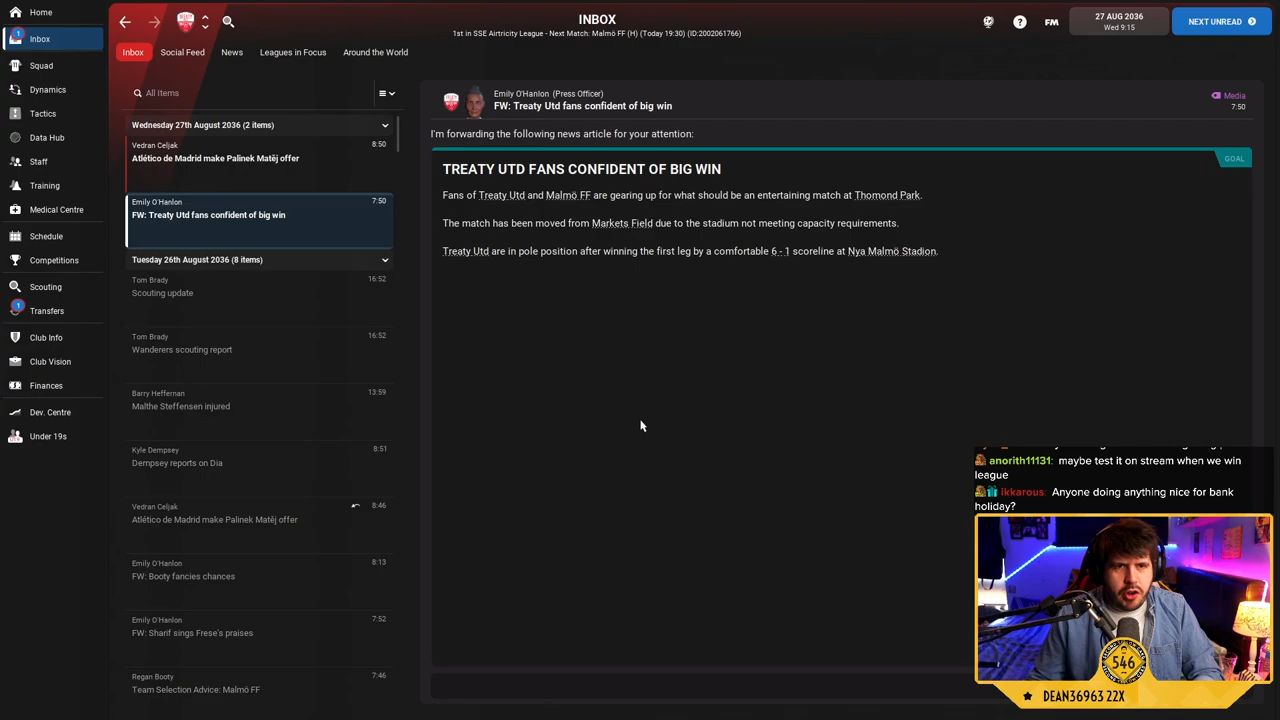 Home
Inbox
Squad
Dynamics
Tactics
Data Hub
Staff
Training
Medical Centre
Schedule
Competitions
Scouting
Transfers
Club Info
Club Vision
Finances
Dev. Centre
Under 19s
1
1
INBOX
1st in SSE Airtricity League - Next Match: Malmö FF (H) (Today 19:30) (ID:2002061766)
FM
27 AUG 2036
Wed 9:15
NEXT UNREAD
Inbox
Social Feed
News
Leagues in Focus
Around the World
All Items
Wednesday 27th August 2036 (2 items)
Vedran Celjak 8:50
Atlético de Madrid make Palinek Matěj offer
Emily O'Hanlon 7:50
FW: Treaty Utd fans confident of big win
Tuesday 26th August 2036 (8 items)
Tom Brady 16:52
Scouting update
Tom Brady 16:52
Wanderers scouting report
Barry Heffernan 13:59
Malthe Steffensen injured
Kyle Dempsey 8:51
Dempsey reports on Dia
Vedran Celjak 8:46
Atlético de Madrid make Palinek Matěj offer
Emily O'Hanlon 8:13
FW: Booty fancies chances
Emily O'Hanlon 7:52
FW: Sharif sings Frese's praises
Regan Booty 7:46
Team Selection Advice: Malmö FF
Emily O'Hanlon (Press Officer)
FW: Treaty Utd fans confident of big win
Media
7:50
I'm forwarding the following news article for your attention:
GOAL
TREATY UTD FANS CONFIDENT OF BIG WIN
Fans of Treaty Utd and Malmö FF are gearing up for what should be an entertaining match at Thomond Park.
The match has been moved from Markets Field due to the stadium not meeting capacity requirements.
Treaty Utd are in pole position after winning the first leg by a comfortable 6 - 1 scoreline at Nya Malmö Stadion.
anorith11131: maybe test it on stream when we win
league
ikkarous: Anyone doing anything nice for bank
holiday?
546
DEAN36963 22X